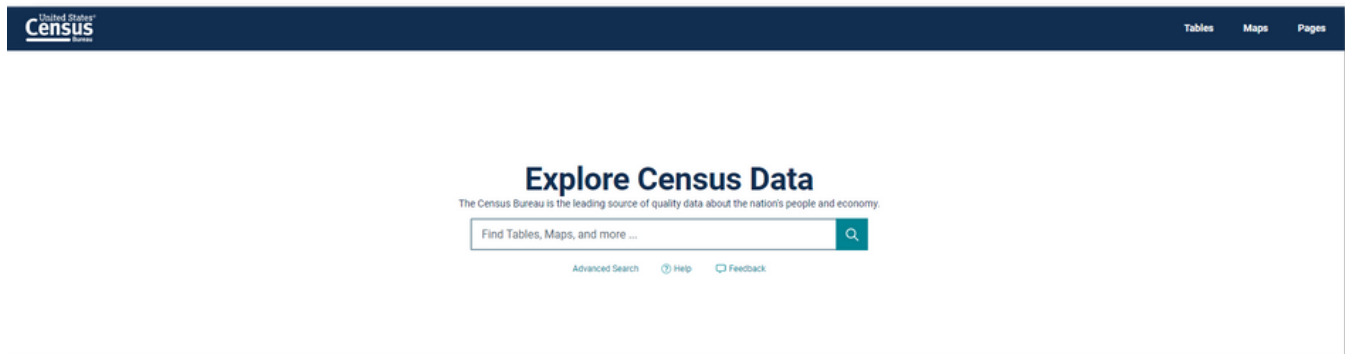 United States®
Census
Bureau
Tables Maps Pages
Explore Census Data
The Census Bureau is the leading source of quality data about the nation's people and economy.
Find Tables, Maps, and more ...
Advanced Search Help Feedback